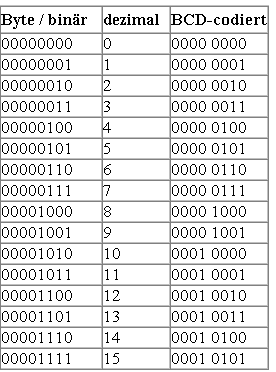 Byte / binär dezimal BCD-codiert
00000000 0 0000 0000
00000001 1 0000 0001
00000010 2 0000 0010
00000011 3 0000 0011
00000100 4 0000 0100
00000101 5 0000 0101
00000110 6 0000 0110
00000111 7 0000 0111
00001000 8 0000 1000
00001001 9 0000 1001
00001010 10 0001 0000
00001011 11 0001 0001
00001100 12 0001 0010
00001101 13 0001 0011
00001110 14 0001 0100
00001111 15 0001 0101